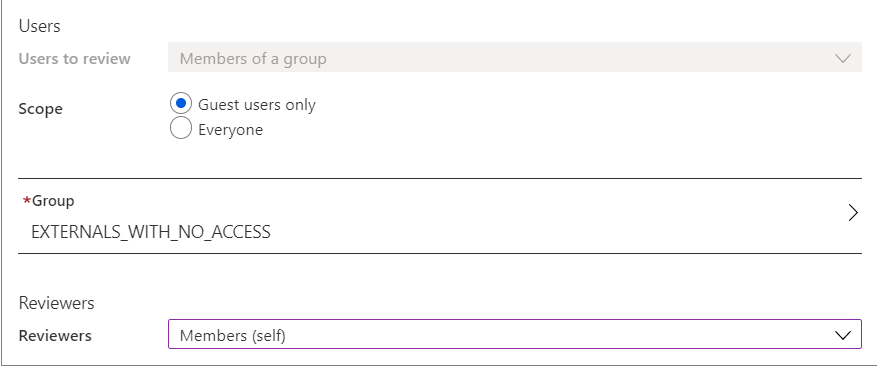 Users
Users to review Members of a group
Scope Guest users only
Everyone
*Group
EXTERNALS_WITH_NO_ACCESS
Reviewers
Reviewers Members (self)